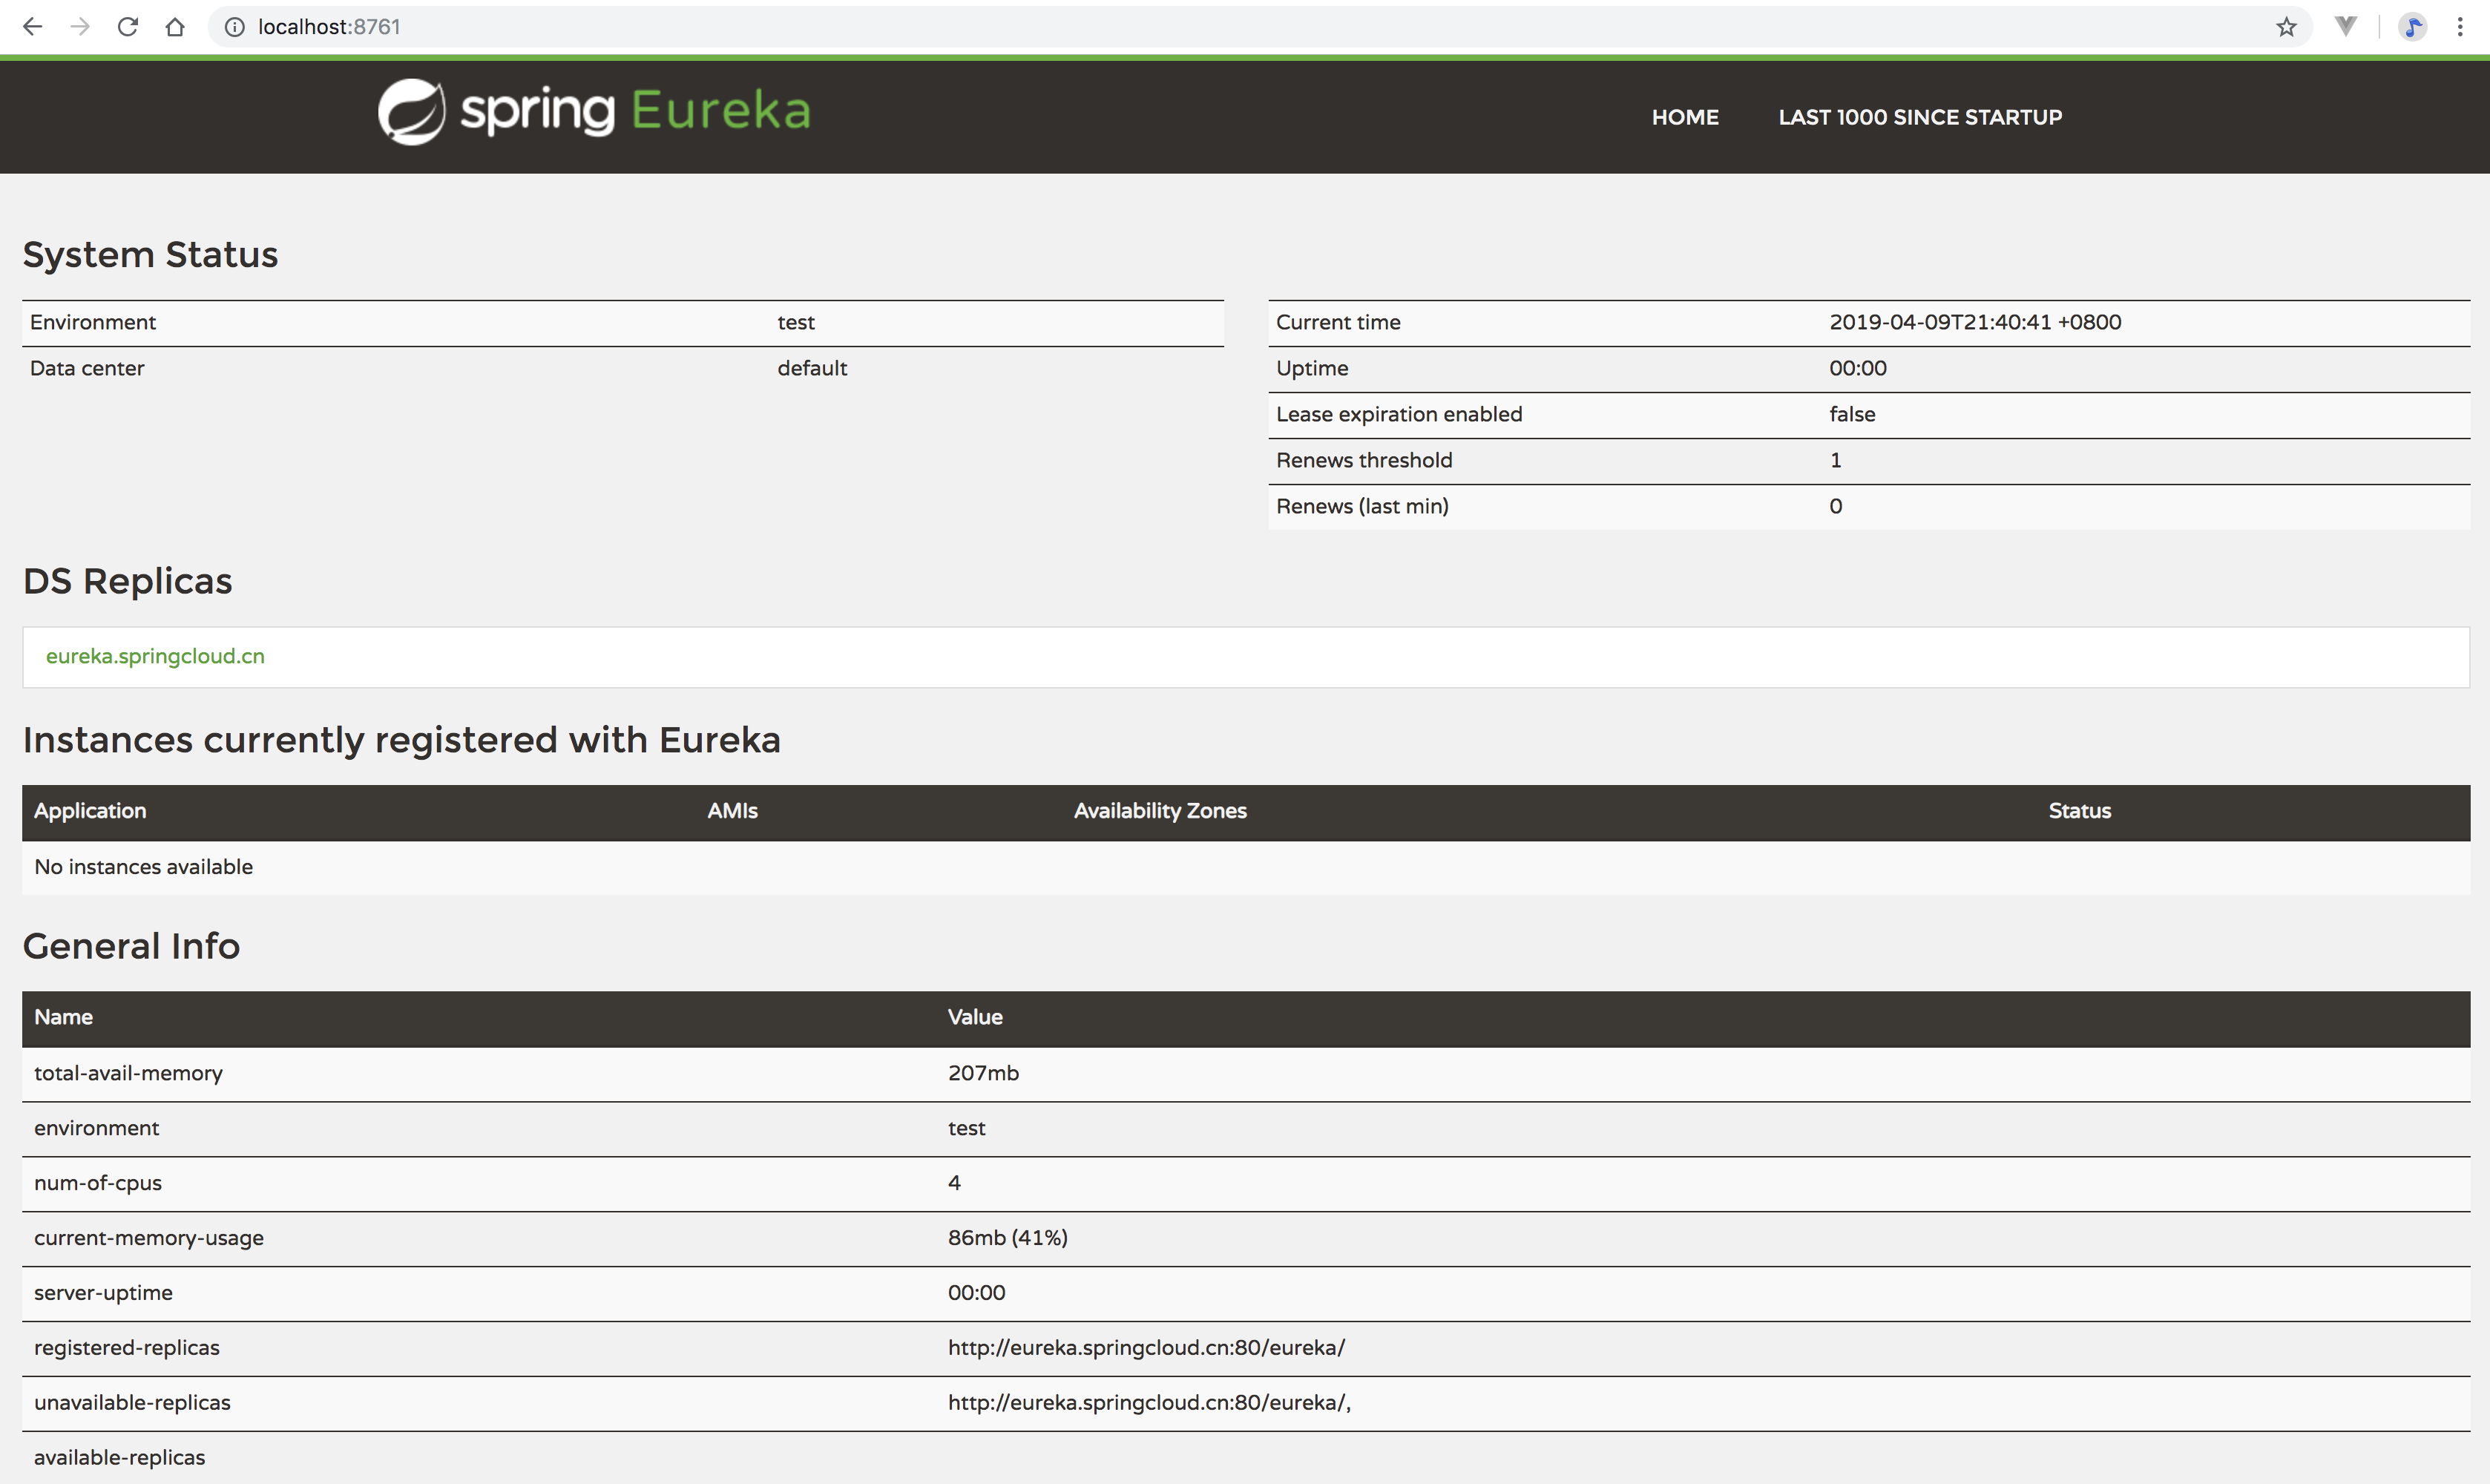 localhost:8761
spring Eureka
HOME LAST 1000 SINCE STARTUP
System Status
Environment test
Data center default
Current time 2019-04-09T21:40:41 +0800
Uptime 00:00
Lease expiration enabled false
Renews threshold 1
Renews (last min) 0
DS Replicas
eureka.springcloud.cn
Instances currently registered with Eureka
Application AMIs Availability Zones Status
No instances available
General Info
Name Value
total-avail-memory 207mb
environment test
num-of-cpus 4
current-memory-usage 86mb (41%)
server-uptime 00:00
registered-replicas http://eureka.springcloud.cn:80/eureka/
unavailable-replicas http://eureka.springcloud.cn:80/eureka/,
available-replicas